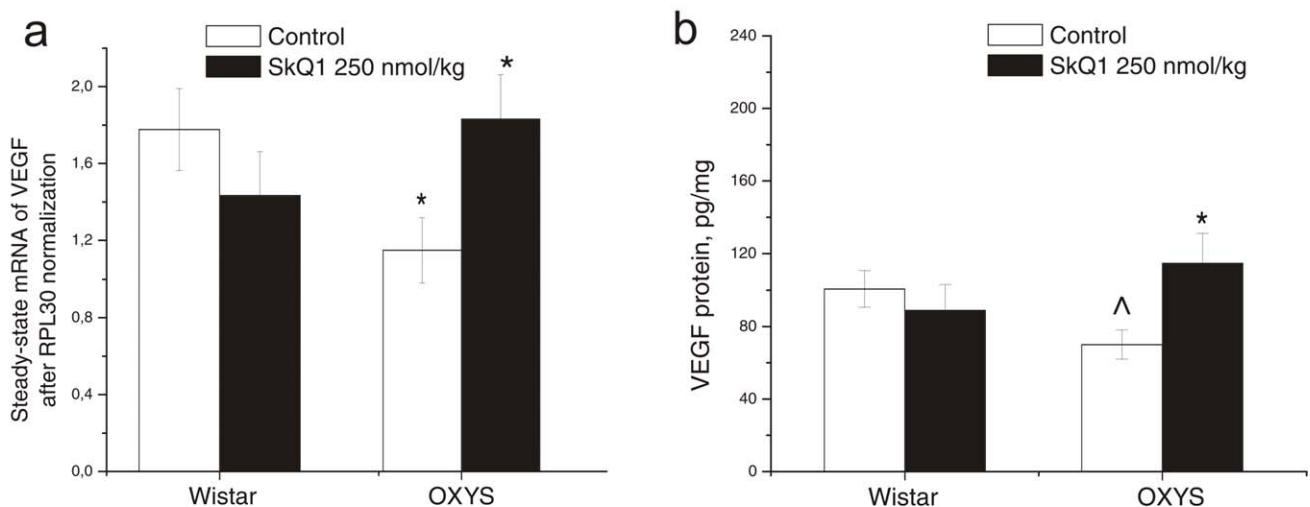 a
Control
SkQ1 250 nmol/kg
Steady-state mRNA of VEGF
after RPL30 normalization
2,0
1,6
1,2
0,8
0,4
0,0
*
*
Wistar
OXYS
b
Control
SkQ1 250 nmol/kg
VEGF protein, pg/mg
240
200
160
120
80
40
0
^
*
Wistar
OXYS